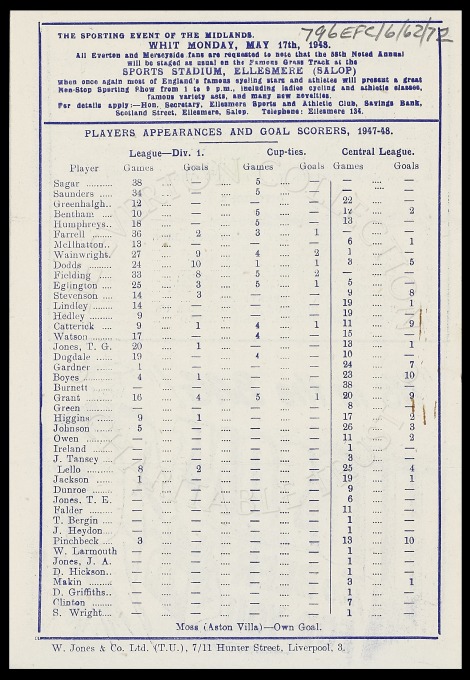 796EFC/6/62/72
THE SPORTING EVENT OF THE MIDLANDS.
WHIT MONDAY, MAY 17th, 1948.
All Everton and Merseyside fans are requested to note that the 58th Noted Annual
will be staged as usual on the Famous Grass Track at the
SPORTS STADIUM, ELLESMERE (SALOP)
when once again most of England's famous cycling stars and athletes will present a great
Non-Stop Sporting Show from 1 to 9 p.m., including ladies cycling and athletic classes,
famous variety acts, and many new novelties.
For details apply:—Hon. Secretary, Ellesmere Sports and Athletic Club, Savings Bank,
Scotland Street, Ellesmere, Salop. Telephone: Ellesmere 134.
PLAYERS APPEARANCES AND GOAL SCORERS, 1947-48.
League—Div. 1. Cup-ties. Central League.
Player Games Goals Games Goals Games Goals
Sagar ......... 38 .... — .... 5 .... — — .... —
Saunders ...... 34 .... — .... 5 .... — — .... —
Greenhalgh.. 12 .... — .... — .... — 22 .... —
Bentham .... 10 .... — .... 5 .... — 12 .... 2
Humphreys.. 18 .... — .... 5 .... — 13 .... —
Farrell ........ 36 .... 2 .... 3 .... 1 — .... —
McIlhatton.. 13 .... — .... — .... — 6 .... 1
Wainwright. 27 .... 9 .... 4 .... 2 1 .... —
Dodds ......... 24 .... 10 .... 1 .... 1 3 .... 5
Fielding ...... 33 .... 8 .... 5 .... 2 — .... —
Eglington .... 25 .... 3 .... 5 .... 1 5 .... —
Stevenson .... 14 .... 3 .... — .... — 9 .... 8
Lindley ....... 14 .... — .... — .... — 19 .... 1
Hedley ........ 9 .... — .... — .... — 19 .... —
Catterick .... 9 .... 1 .... 4 .... 1 11 .... 9
Watson ....... 17 .... — .... 4 .... — 15 .... —
Jones, T. G. 20 .... 1 .... — .... — 13 .... 1
Dugdale ...... 19 .... — .... 4 .... — 10 .... —
Gardner ...... 1 .... — .... — .... — 24 .... 7
Boyes ......... 4 .... 1 .... — .... — 23 .... 10
Burnett ...... — .... — .... — .... — 38 .... —
Grant ......... 16 .... 4 .... 5 .... 1 20 .... 9
Green ......... — .... — .... — .... — 8 .... —
Higgins ...... 9 .... 1 .... — .... — 17 .... 2
Johnson ...... 5 .... — .... — .... — 26 .... 3
Owen ......... — .... — .... — .... — 11 .... 2
Ireland ....... — .... — .... — .... — 1 .... —
J. Tansey ... — .... — .... — .... — 3 .... —
Lello ......... 8 .... 2 .... — .... — 25 .... 4
Jackson ...... 1 .... — .... — .... — 19 .... 1
Dunroe ....... — .... — .... — .... — 9 .... —
Jones, T. E. — .... — .... — .... — 6 .... —
Falder ........ — .... — .... — .... — 11 .... —
T. Bergin .... — .... — .... — .... — 1 .... —
J. Heydon.... — .... — .... — .... — 1 .... —
Pinchbeck .... 3 .... — .... — .... — 13 .... 10
W. Larmouth — .... — .... — .... — 1 .... —
Jones, J. A. — .... — .... — .... — 1 .... —
D. Hickson.. — .... — .... — .... — 1 .... —
Makin ........ — .... — .... — .... — 3 .... 1
D. Griffiths.. — .... — .... — .... — 1 .... —
Clinton ....... — .... — .... — .... — 7 .... —
S. Wright.... — .... — .... — .... — 1 .... —
Moss (Aston Villa)—Own Goal.
W. Jones & Co. Ltd. (T.U.), 7/11 Hunter Street, Liverpool, 3.